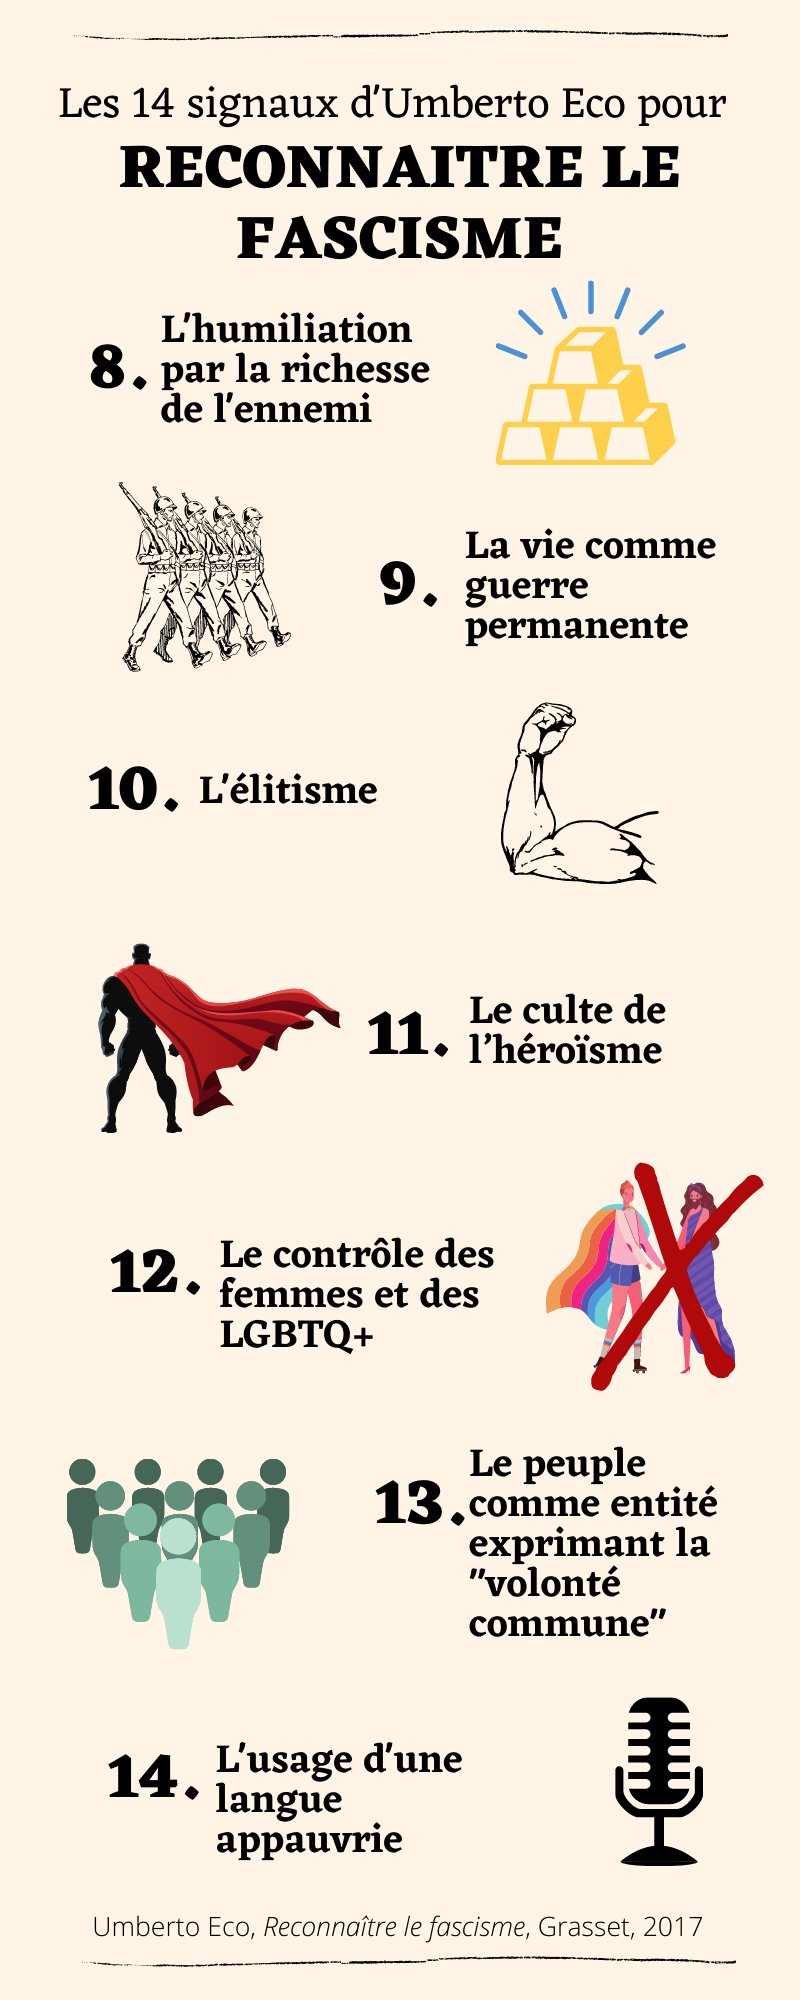 Les 14 signaux d'Umberto Eco pour
RECONNAITRE LE
FASCISME
8. L'humiliation
par la richesse
de l'ennemi
9. La vie comme
guerre
permanente
10. L'élitisme
11. Le culte de
l’héroïsme
12. Le contrôle des
femmes et des
LGBTQ+
13. Le peuple
comme entité
exprimant la
"volonté
commune"
14. L'usage d'une
langue
appauvrie
Umberto Eco, Reconnaître le fascisme, Grasset, 2017